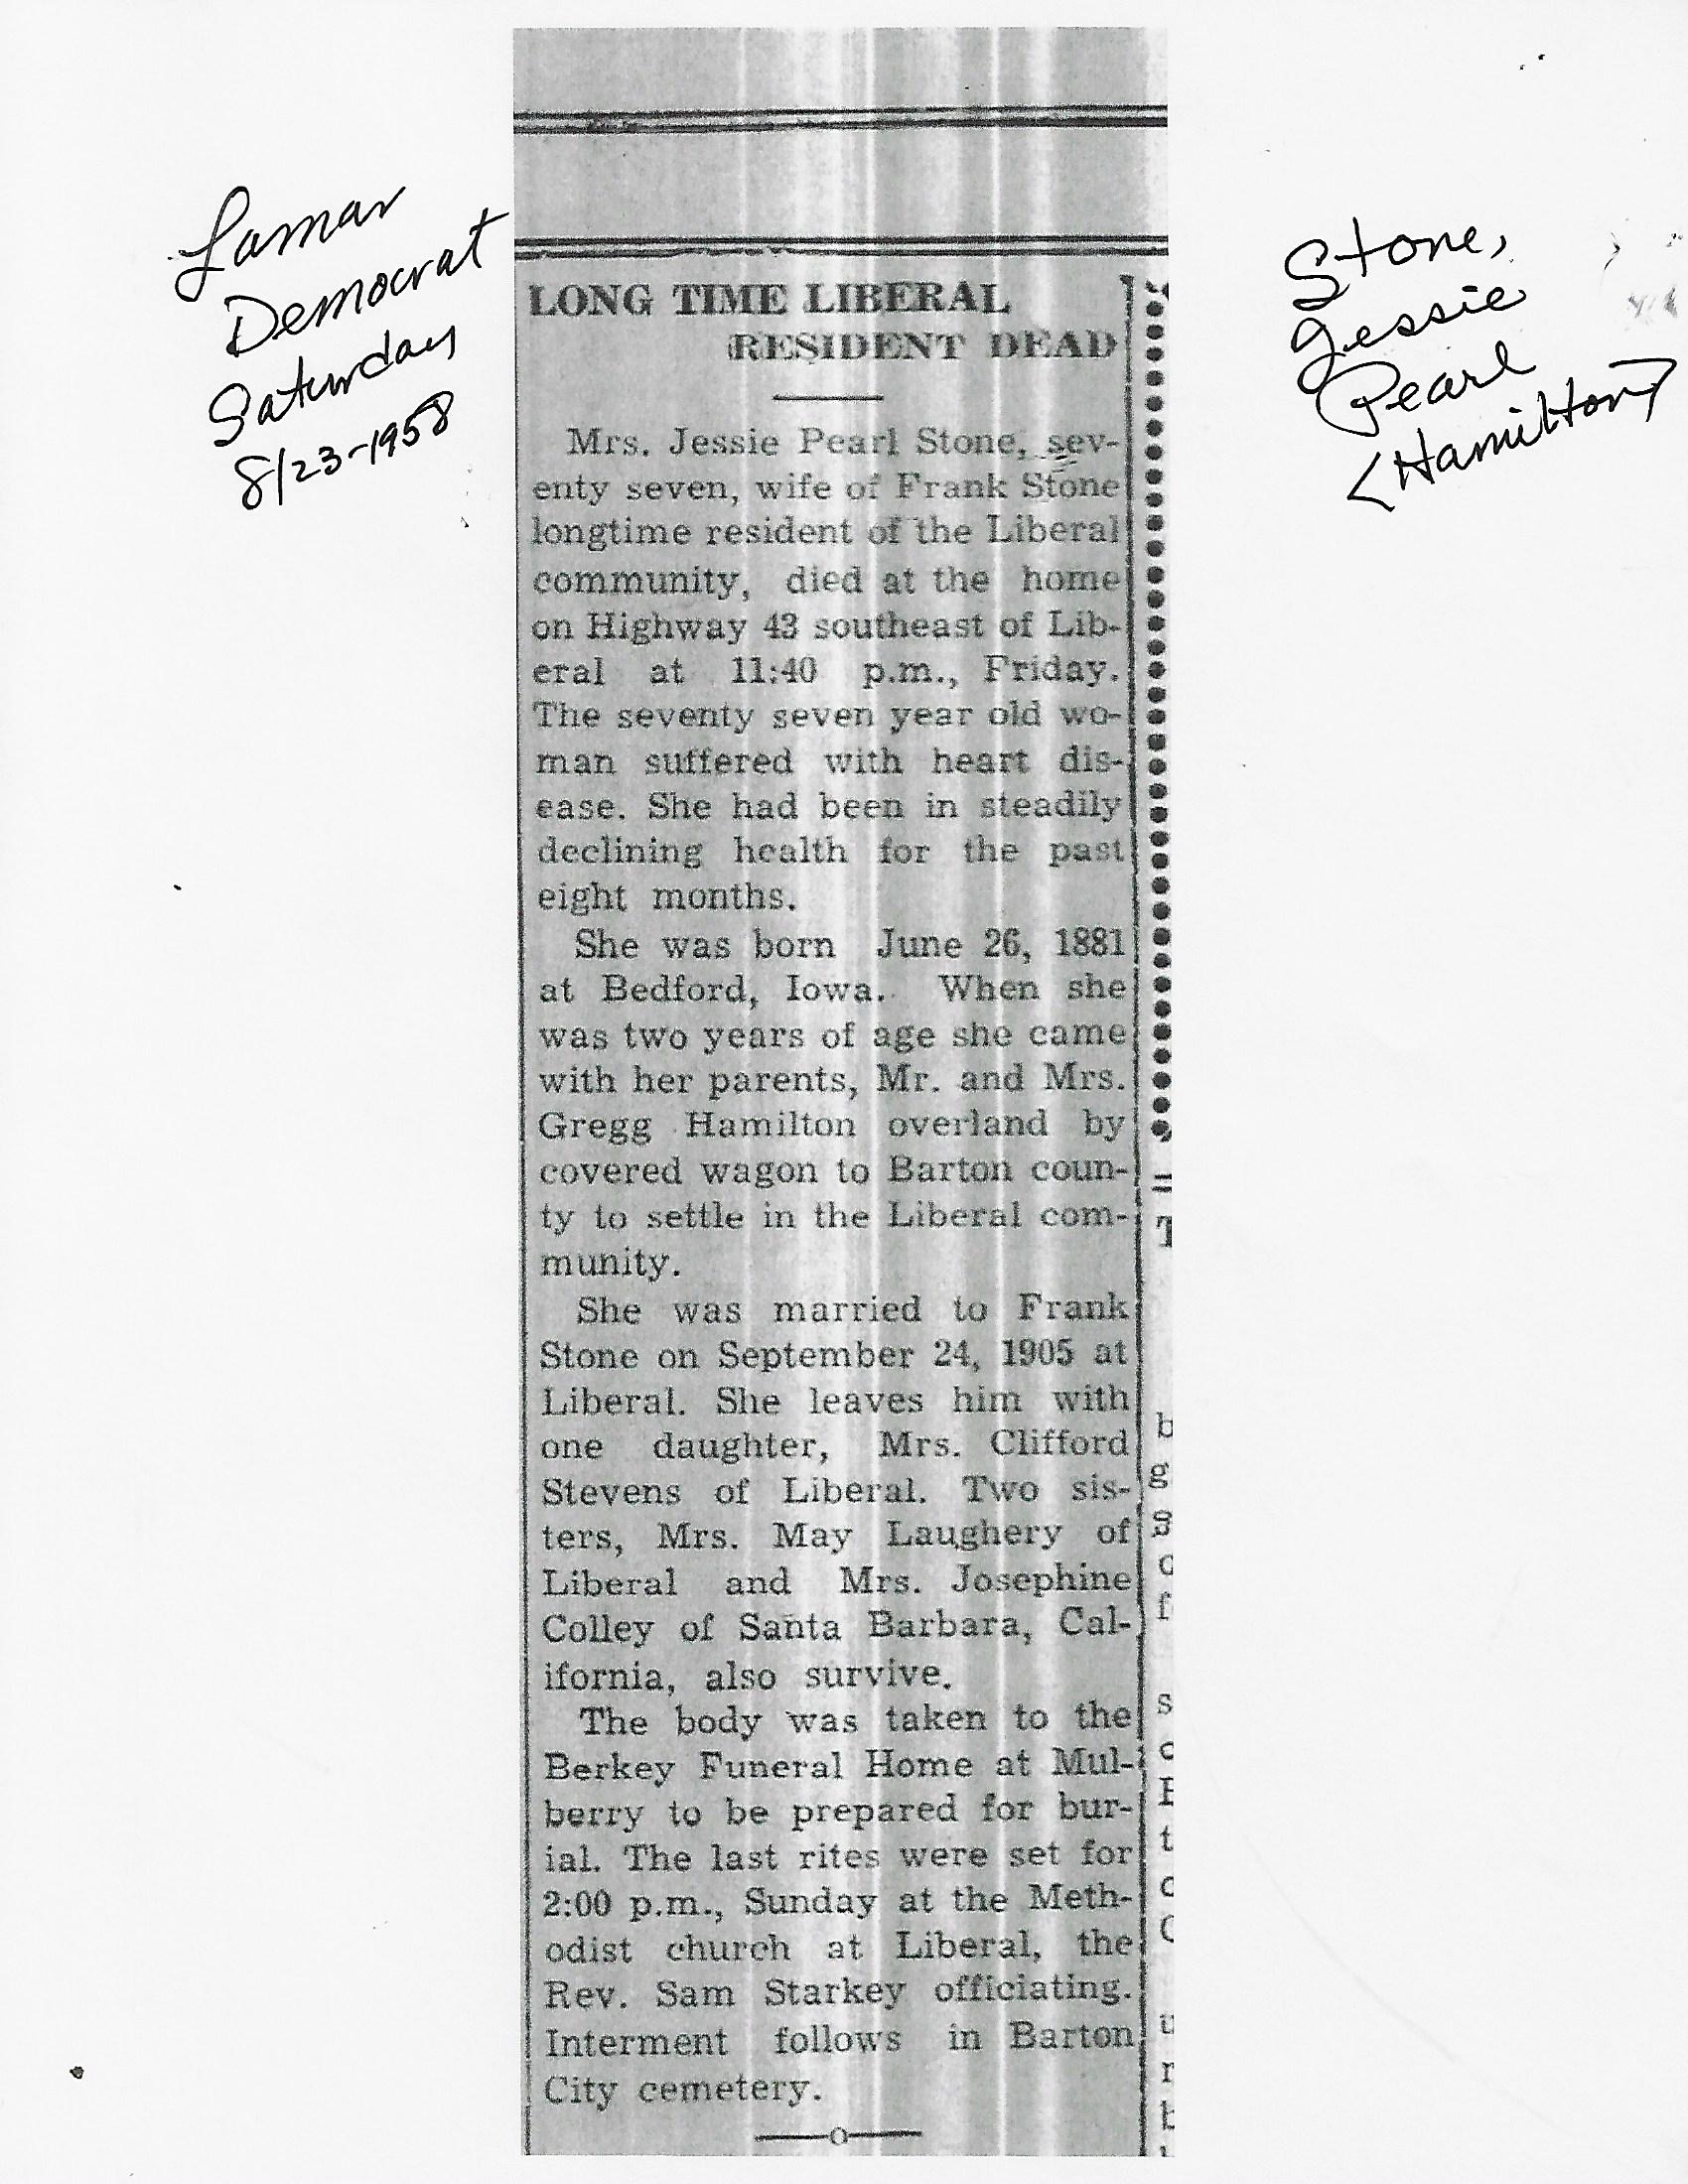 Lamar
Democrat
Saturday
8/23-1958
Stone,
Jessie
Pearl
<Hamilton>
LONG TIME LIBERAL
RESIDENT DEAD
Mrs. Jessie Pearl Stone, sev-
enty seven, wife of Frank Stone
longtime resident of the Liberal
community, died at the home
on Highway 43 southeast of Lib-
eral at 11:40 p.m., Friday.
The seventy seven year old wo-
man suffered with heart dis-
ease. She had been in steadily
declining health for the past
eight months.
She was born June 26, 1881
at Bedford, Iowa. When she
was two years of age she came
with her parents, Mr. and Mrs.
Gregg Hamilton overland by
covered wagon to Barton coun-
ty to settle in the Liberal com-
munity.
She was married to Frank
Stone on September 24, 1905 at
Liberal. She leaves him with
one daughter, Mrs. Clifford
Stevens of Liberal. Two sis-
ters, Mrs. May Laughery of
Liberal and Mrs. Josephine
Colley of Santa Barbara, Cal-
ifornia, also survive.
The body was taken to the
Berkey Funeral Home at Mul-
berry to be prepared for bur-
ial. The last rites were set for
2:00 p.m., Sunday at the Meth-
odist church at Liberal, the
Rev. Sam Starkey officiating.
Interment follows in Barton
City cemetery.